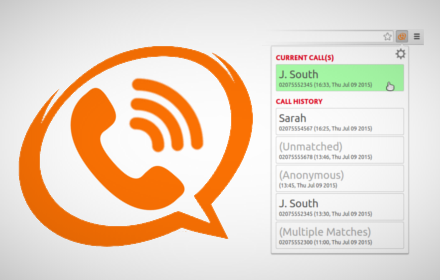 CURRENT CALL(S)
J. South
02075552345 (16:35, Thu Jul 09 2015)
CALL HISTORY
Sarah
02075554567 (16:25, Thu Jul 09 2015)
(Unmatched)
02075555678 (13:46, Thu Jul 09 2015)
(Anonymous)
(13:45, Thu Jul 09 2015)
J. South
02075552345 (13:30, Thu Jul 09 2015)
(Multiple Matches)
02075552300 (11:00, Thu Jul 09 2015)